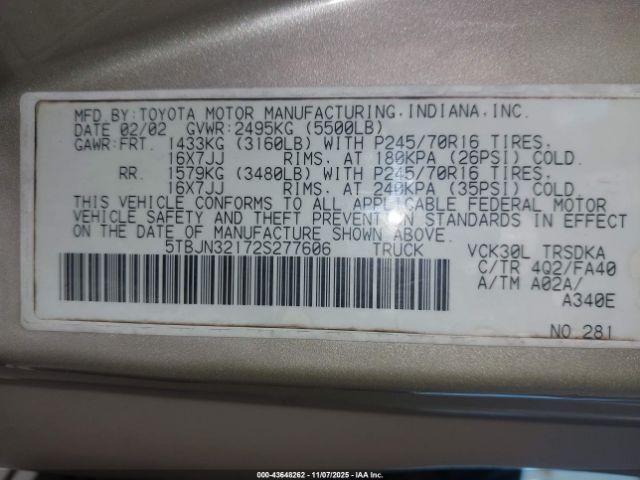 MFD.BY:TOYOTA MOTOR MANUFACTURING,INDIANA,INC.
DATE 02/02 GVWR:2495KG (5500LB)
GAWR:FRT. 1433KG (3160LB) WITH P245/70R16 TIRES.
16X7JJ RIMS. AT 180KPA (26PSI) COLD.
RR. 1579KG (3480LB) WITH P245/70R16 TIRES.
16X7JJ RIMS. AT 240KPA (35PSI) COLD.
THIS VEHICLE CONFORMS TO ALL APPLICABLE FEDERAL MOTOR
VEHICLE SAFETY AND THEFT PREVENTION STANDARDS IN EFFECT
ON THE DATE OF MANUFACTURE SHOWN ABOVE.
5TBJN32172S277606 TRUCK VCK30L TRSDKA
C/TR 4Q2/FA40
A/TM A02A/
A340E
NO.281
000-43648262 - 11/07/2025 - IAA Inc.